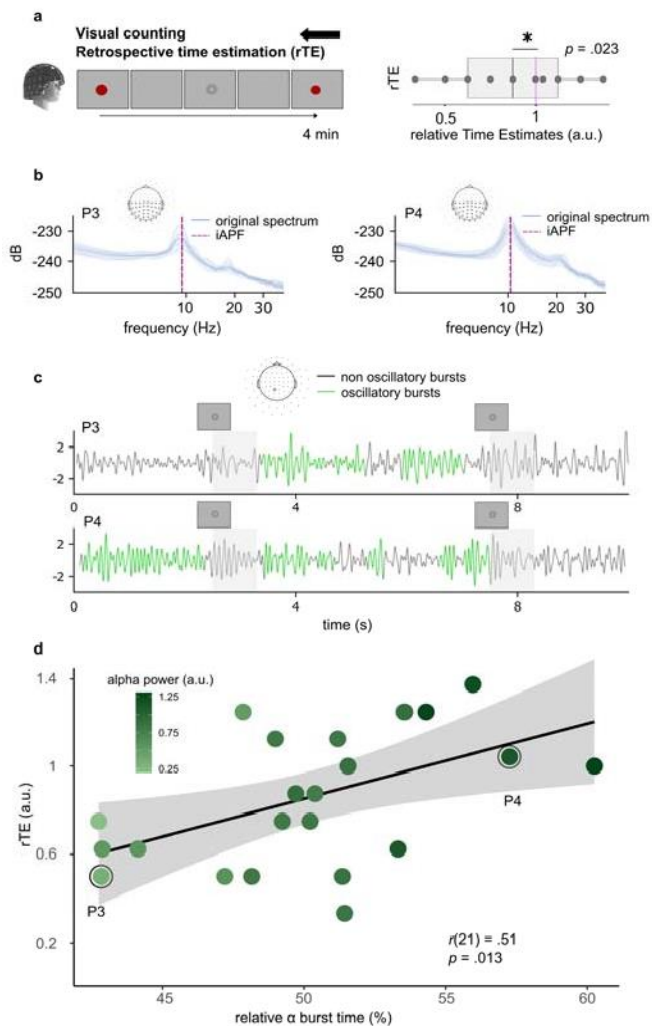 a
Visual counting
Retrospective time estimation (rTE)
4 min
*
p = .023
rTE
0.5
1
relative Time Estimates (a.u.)
b
P3
original spectrum
iAPF
-230
-240
-250
dB
10
20
30
frequency (Hz)
P4
original spectrum
iAPF
-230
-240
-250
dB
10
20
30
frequency (Hz)
c
non oscillatory bursts
oscillatory bursts
P3
2
-2
0
4
8
P4
2
-2
0
4
8
time (s)
d
alpha power (a.u.)
1.25
0.75
0.25
1.4
1
0.6
0.2
rTE (a.u.)
P4
P3
r(21) = .51
p = .013
45
50
55
60
relative α burst time (%)